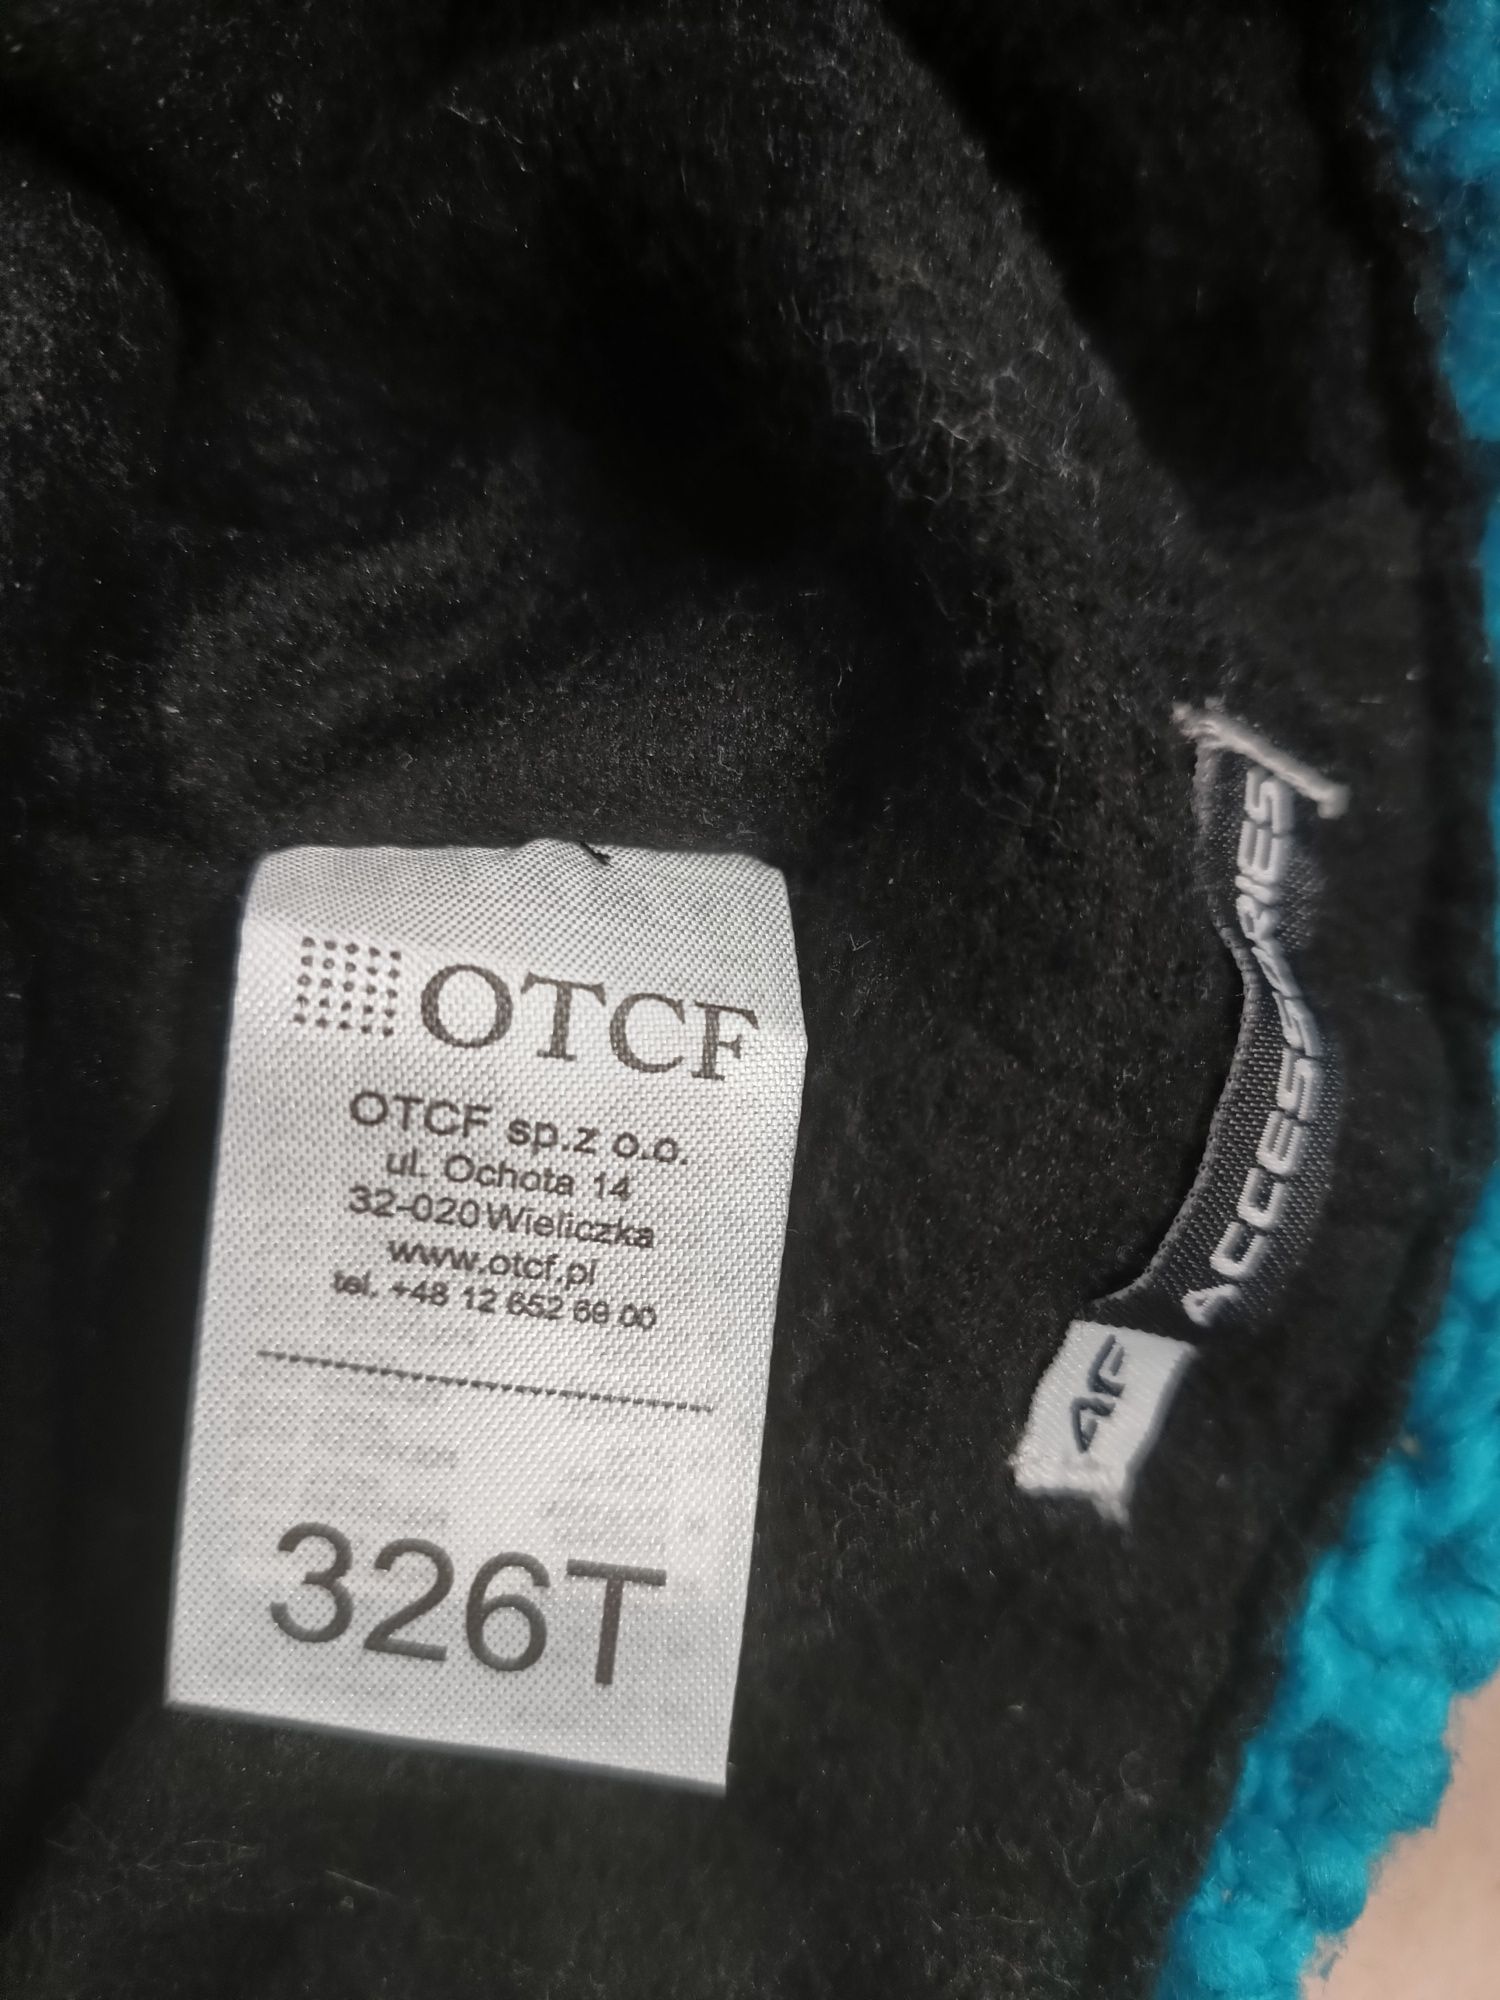 OTCF
OTCF sp.z o.o.
ul. Ochota 14
32-020 Wieliczka
www.otcf.pl
tel. +48 12 652 69 00
326T
4F ACCESSORIES